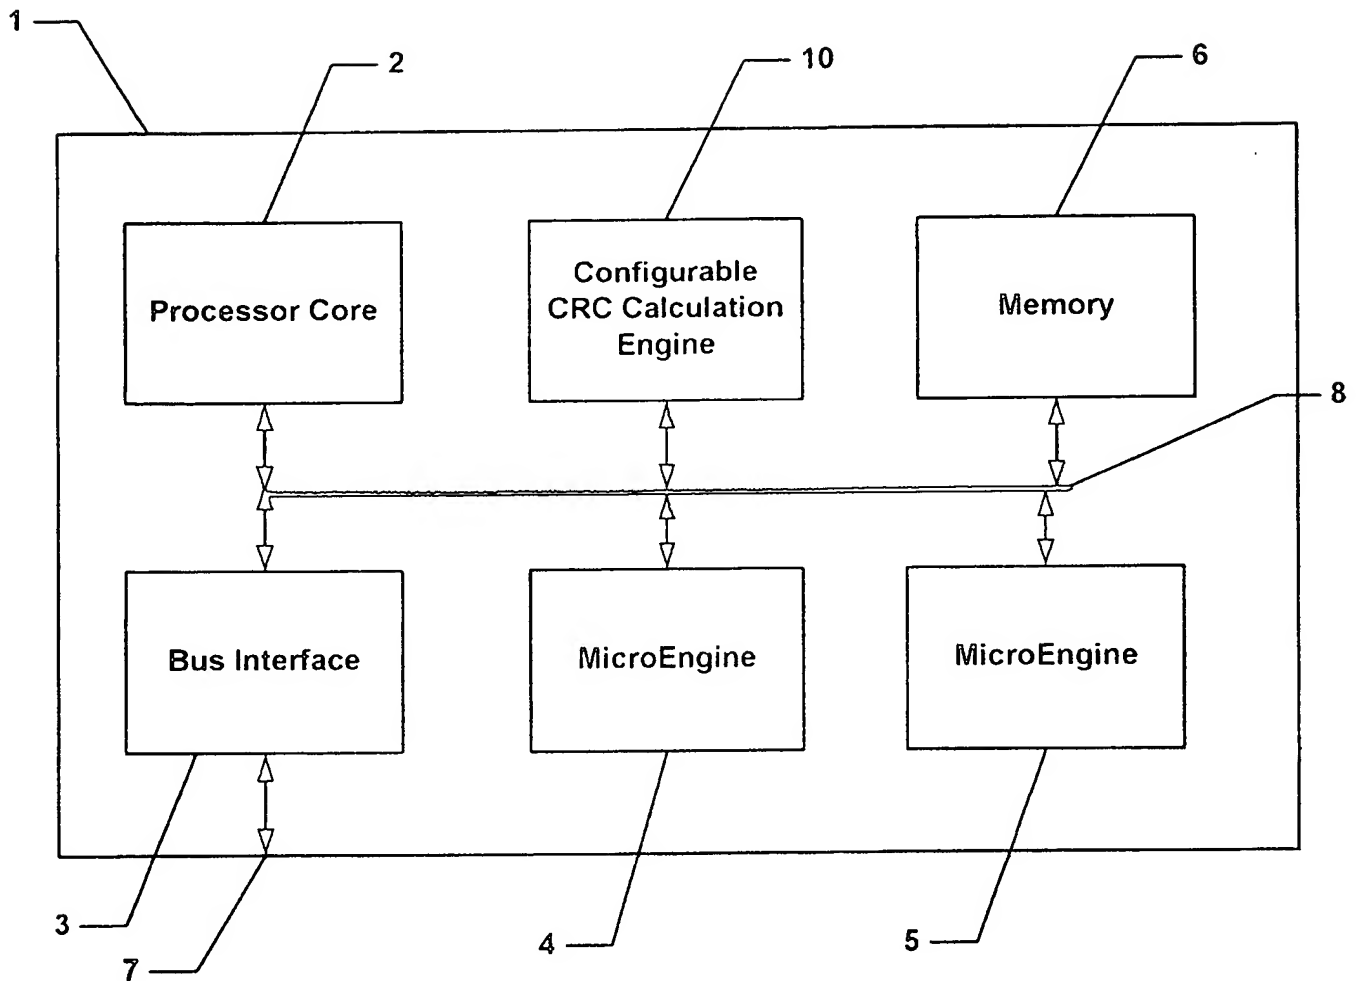 1
2
10
6
Processor Core
Configurable
CRC Calculation
Engine
Memory
8
Bus Interface
MicroEngine
MicroEngine
3
7
4
5